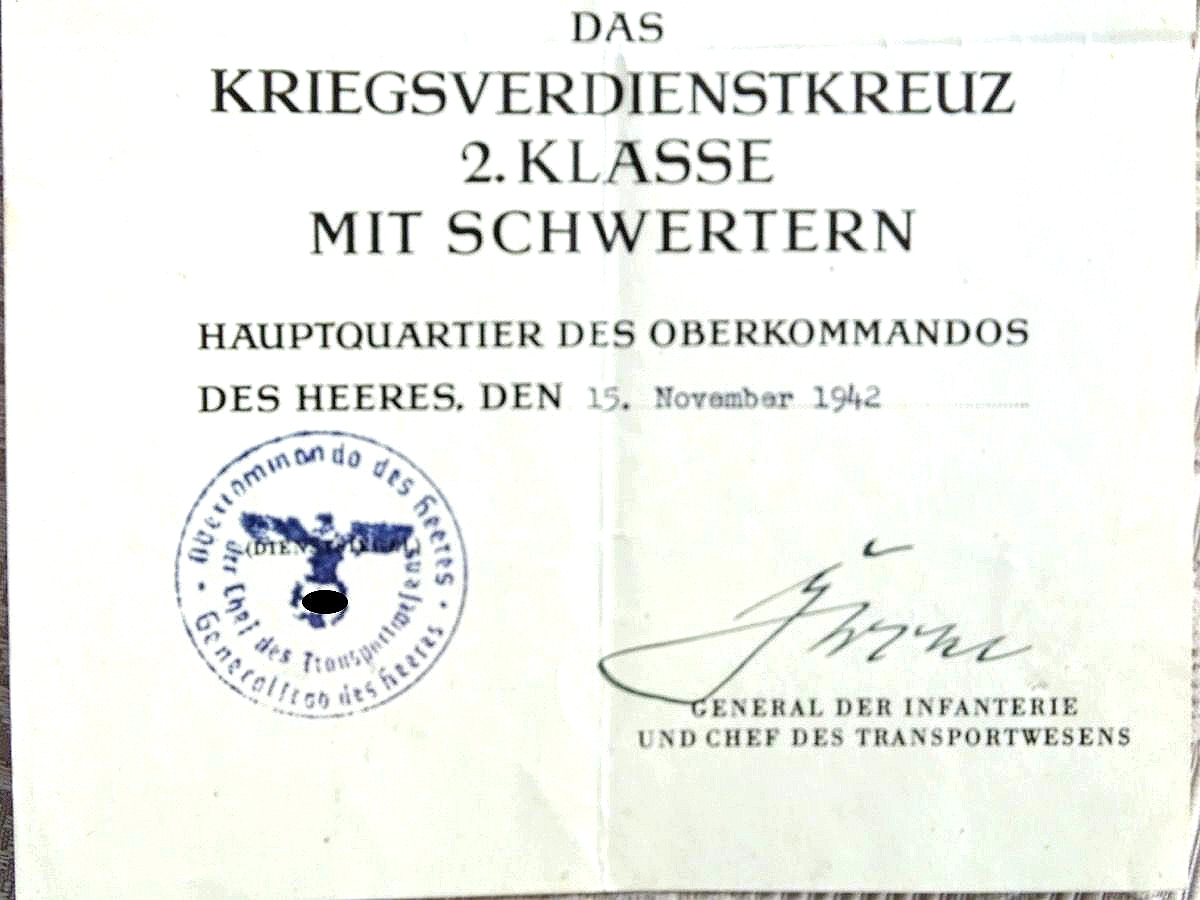 DAS
KRIEGSVERDIENSTKREUZ
2. KLASSE
MIT SCHWERTERN
HAUPTQUARTIER DES OBERKOMMANDOS
DES HEERES, DEN 15. November 1942
Oberkommando des Heeres
Generalstab des Heeres
der Chef des Transportwesens
GENERAL DER INFANTERIE
UND CHEF DES TRANSPORTWESENS